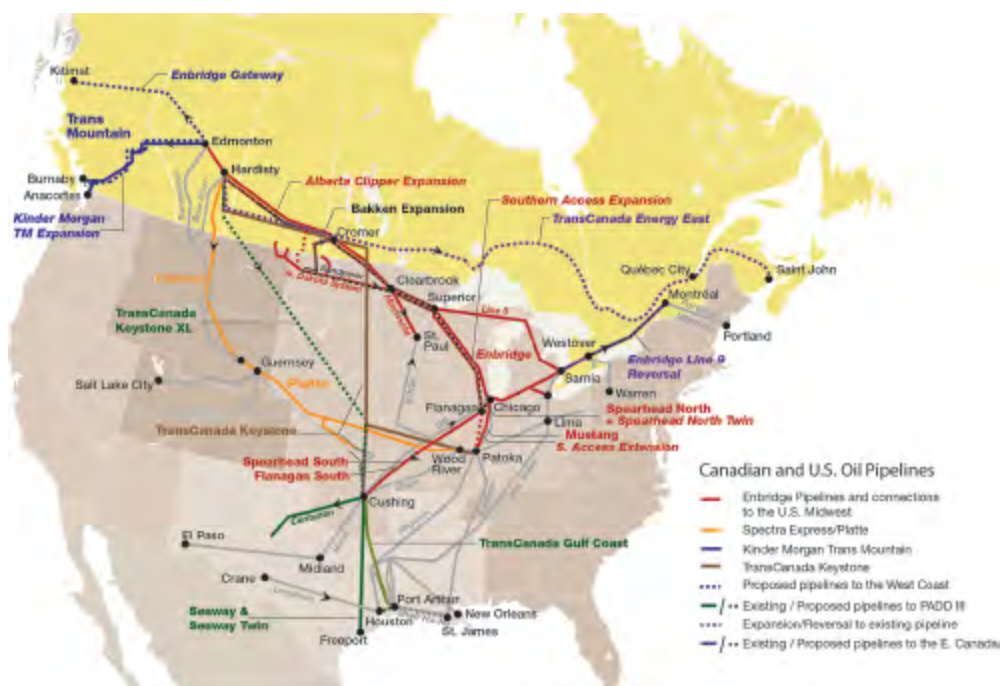 Kitimat
Enbridge Gateway
Trans
Mountain
Edmonton
Hardisty
Burnaby
Anacortes
Alberta Clipper Expansion
Southern Access Expansion
Kinder Morgan
TM Expansion
Bakken Expansion
TransCanada Energy East
Cromer
Québec City
Saint John
Clearbrook
Superior
Montréal
TransCanada
Keystone XL
Line 5
Portland
St.
Paul
Westover
Enbridge
Enbridge Line 9
Reversal
Guernsey
Sarnia
Salt Lake City
Platte
Warren
Flanagan
Chicago
Spearhead North
+ Spearhead North Twin
Lima
TransCanada Keystone
Mustang
S. Access Extension
Wood
River
Patoka
Spearhead South
Flanagan South
Cushing
Centurion
El Paso
TransCanada Gulf Coast
Midland
Crane
Port Arthur
Seaway &
Seaway Twin
Houston
New Orleans
St. James
Freeport
Canadian and U.S. Oil Pipelines
Enbridge Pipelines and connections
to the U.S. Midwest
Spectra Express/Platte
Kinder Morgan Trans Mountain
TransCanada Keystone
Proposed pipelines to the West Coast
Existing / Proposed pipelines to PADD III
Expansion/Reversal to existing pipeline
Existing / Proposed pipelines to the E. Canada